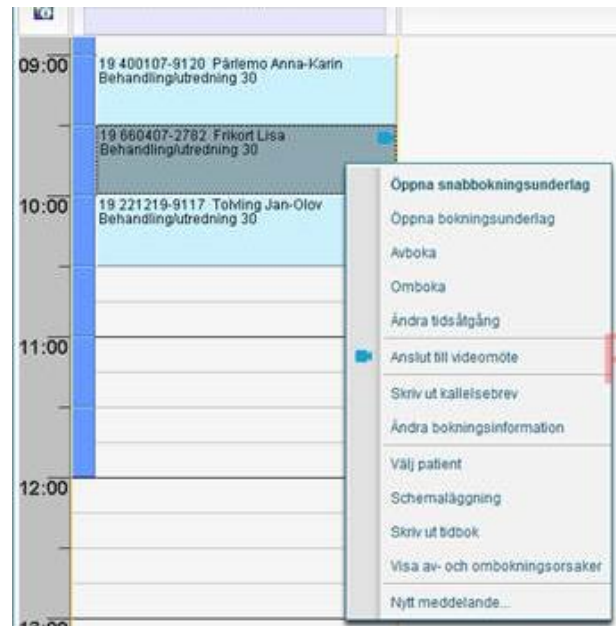 09:00
19 400107-9120 Pärlemo Anna-Karin
Behandling/utredning 30
19 660407-2782 Frikort Lisa
Behandling/utredning 30
10:00
19 221219-9117 Tolvling Jan-Olov
Behandling/utredning 30
11:00
12:00
13:00
Öppna snabbokningsunderlag
Öppna bokningsunderlag
Avboka
Omboka
Ändra tidsåtgång
Anslut till videomöte
Skriv ut kallelsebrev
Ändra bokningsinformation
Välj patient
Schemaläggning
Skriv ut tidbok
Visa av- och ombokningsorsaker
Nytt meddelande...